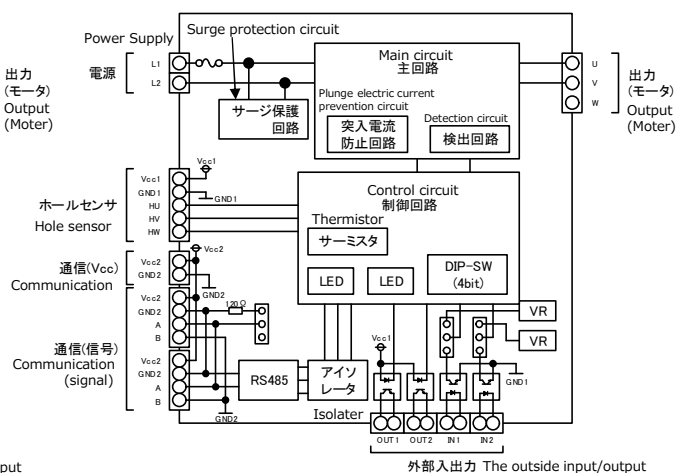 Surge protection circuit
Power Supply
電源
L1
L2
サージ保護
回路
Main circuit
主回路
Plunge electric current
prevention circuit
突入電流
防止回路
Detection circuit
検出回路
U
V
W
出力
(モータ)
Output
(Moter)
出力
(モータ)
Output
(Moter)
ホールセンサ
Hole sensor
Vcc1
GND1
HU
HV
HW
Vcc1
GND1
Control circuit
制御回路
Thermistor
サーミスタ
LED
LED
DIP-SW
(4bit)
VR
VR
通信(Vcc)
Communication
Vcc2
GND2
Vcc2
GND2
通信(信号)
Communication
(signal)
Vcc2
GND2
A
B
120Ω
Vcc2
GND2
A
B
GND2
RS485
アイソ
レータ
Isolater
Vcc1
GND1
OUT1
OUT2
IN1
IN2
外部入出力 The outside input/output
put